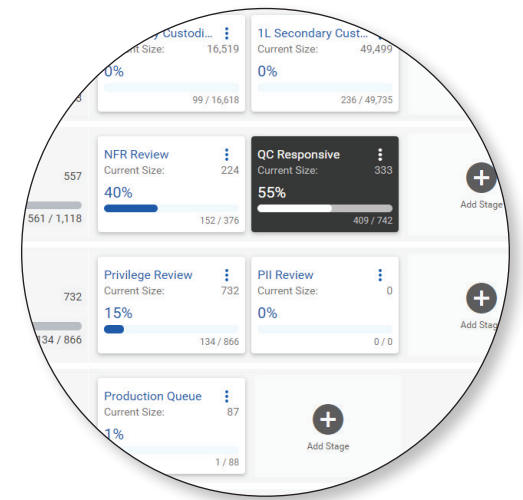 y Custodi...
1L Secondary Cust...
nt Size: 16,519
Current Size: 49,499
0%
0%
99 / 16,618
236 / 49,735
557
561 / 1,118
NFR Review
Current Size: 224
40%
152 / 376
QC Responsive
Current Size: 333
55%
409 / 742
Add Stage
732
134 / 866
Privilege Review
Current Size: 732
15%
134 / 866
PII Review
Current Size: 0
0%
0 / 0
Add Stag
Production Queue
Current Size: 87
1%
1 / 88
Add Stage